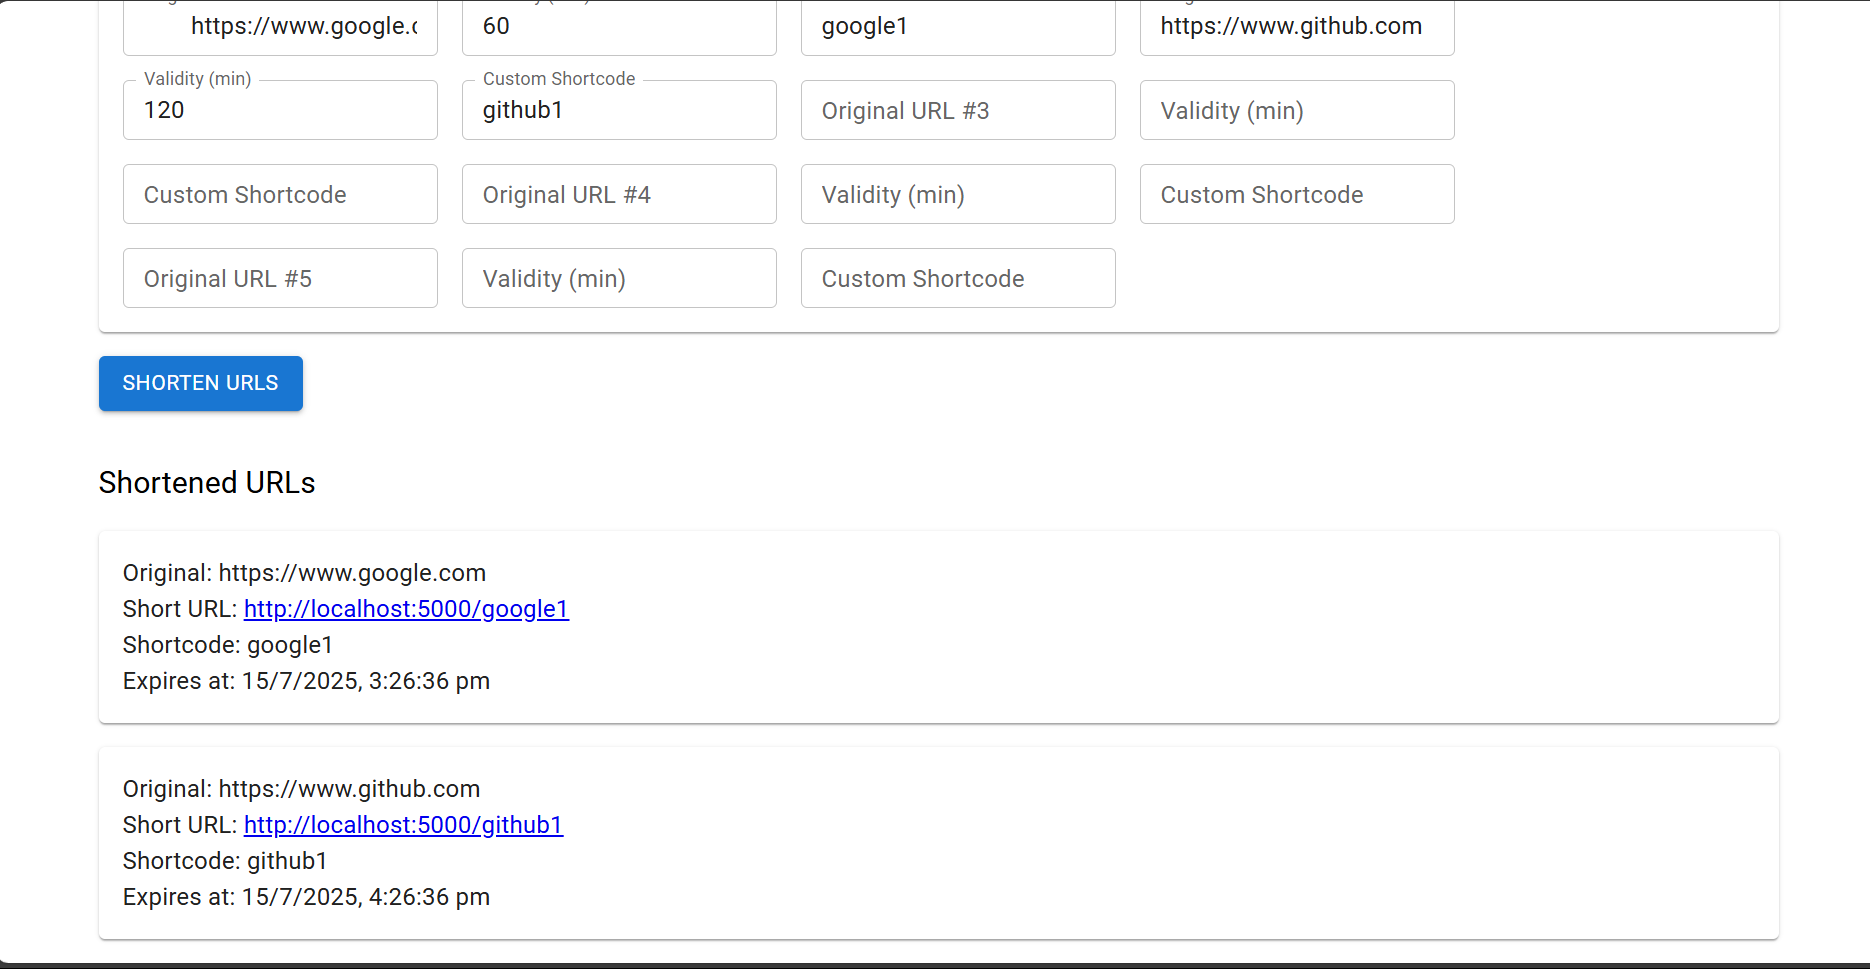 https://www.google.c
60
google1
https://www.github.com
Validity (min)
120
Custom Shortcode
github1
Original URL #3
Validity (min)
Custom Shortcode
Original URL #4
Validity (min)
Custom Shortcode
Original URL #5
Validity (min)
Custom Shortcode
SHORTEN URLS
Shortened URLs
Original: https://www.google.com
Short URL: http://localhost:5000/google1
Shortcode: google1
Expires at: 15/7/2025, 3:26:36 pm
Original: https://www.github.com
Short URL: http://localhost:5000/github1
Shortcode: github1
Expires at: 15/7/2025, 4:26:36 pm